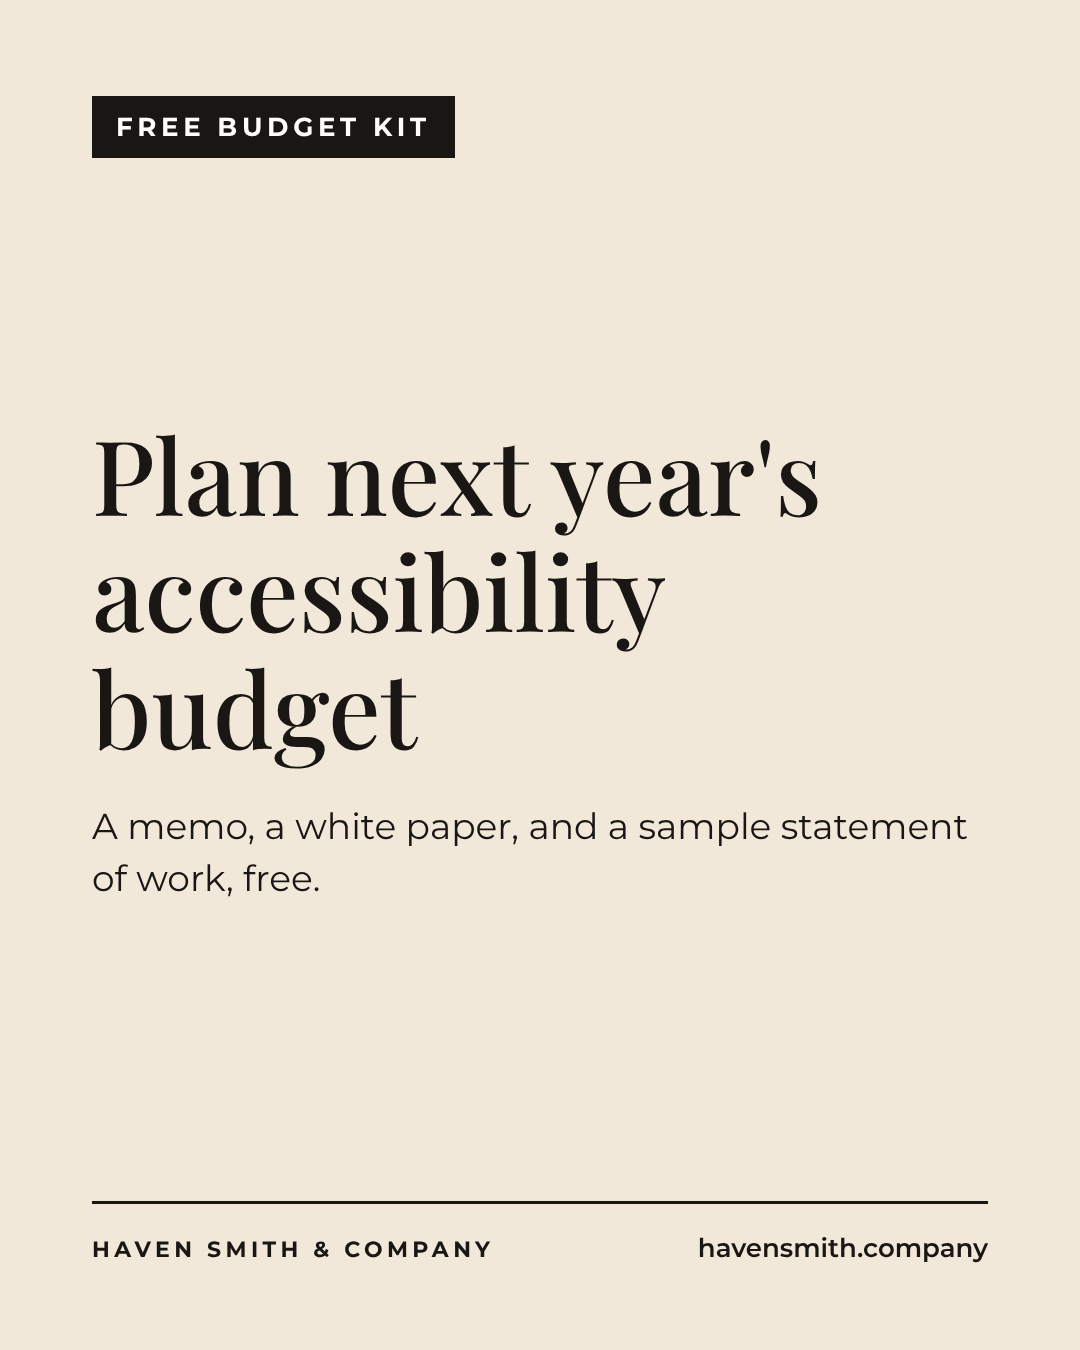 FREE BUDGET KIT
Plan next year's
accessibility
budget
A memo, a white paper, and a sample statement
of work, free.
HAVEN SMITH & COMPANY
havensmith.company